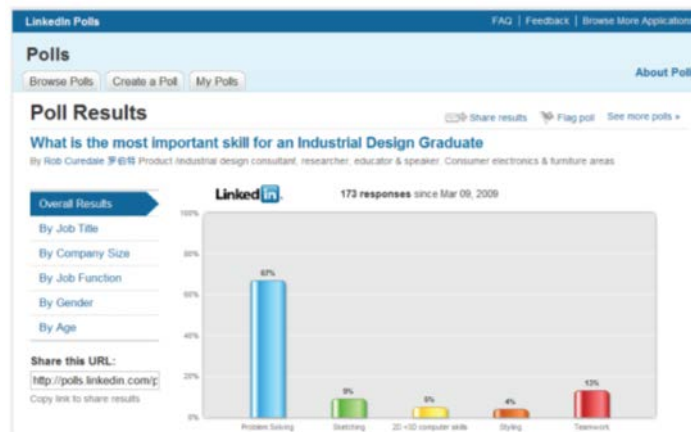 LinkedIn Polls
FAQ | Feedback | Browse More Applications
Polls
Browse Polls Create a Poll My Polls
About Poll
Poll Results
Share results Flag poll See more polls »
What is the most important skill for an Industrial Design Graduate
By Rob Curedale 罗伯特 Product /industrial design consultant, researcher, educator & speaker. Consumer electronics & furniture areas
Overall Results
By Job Title
By Company Size
By Job Function
By Gender
By Age
Share this URL:
http://polls.linkedin.com/p
Copy link to share results
Linked in
173 responses since Mar 09, 2009
100%
80%
60%
40%
20%
0%
67%
9%
4%
13%
Problem Solving Sketching 2D +3D computer skills Styling Teamwork